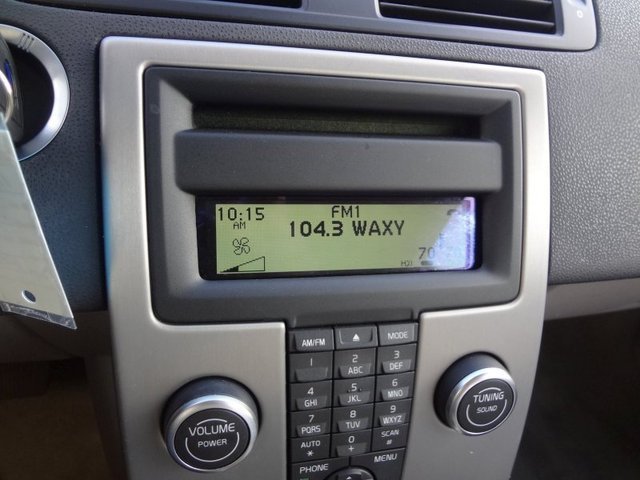 10:15
AM
FM1
104.3 WAXY
AM/FM
MODE
1
2
ABC
3
DEF
4
GHI
5
JKL
6
MNO
7
PQRS
8
TUV
9
WXYZ
AUTO
*
0
+
SCAN
#
PHONE
MENU
VOLUME
POWER
TUNING
SOUND